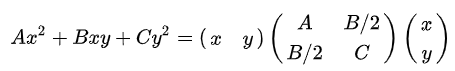 Ax² + Bxy + Cy² = ( x   y ) ( A   B/2 ; B/2   C ) ( x ; y )